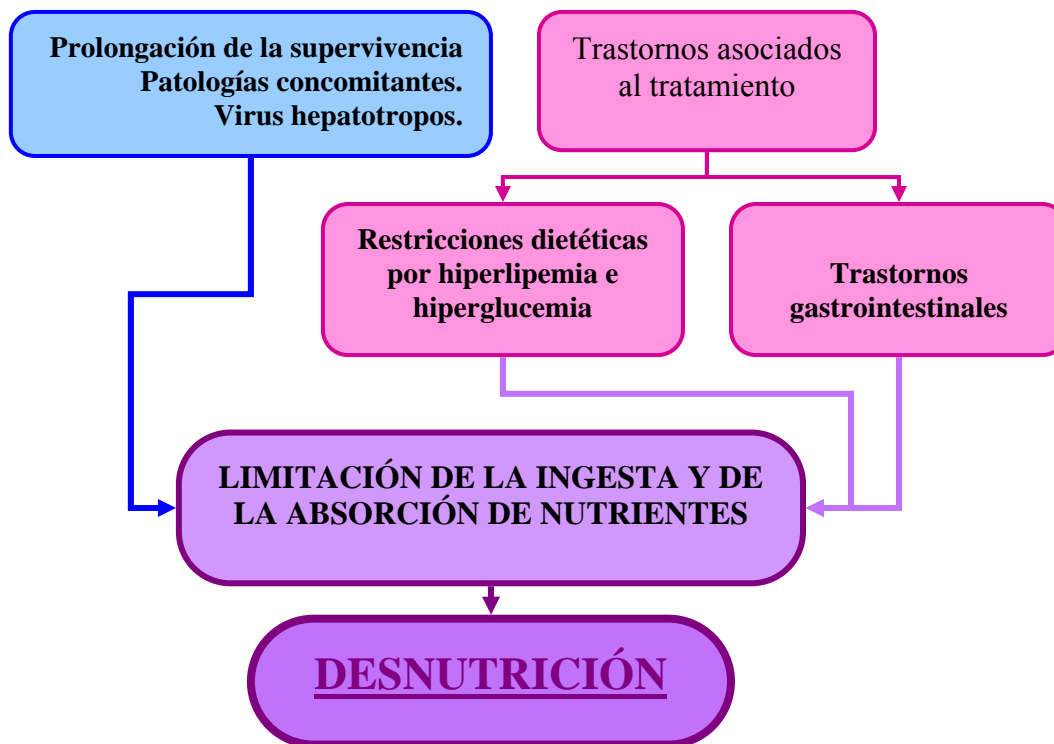 Prolongación de la supervivencia
Patologías concomitantes.
Virus hepatotropos.
Trastornos asociados
al tratamiento
Restricciones dietéticas
por hiperlipemia e
hiperglucemia
Trastornos
gastrointestinales
LIMITACIÓN DE LA INGESTA Y DE
LA ABSORCIÓN DE NUTRIENTES
DESNUTRICIÓN